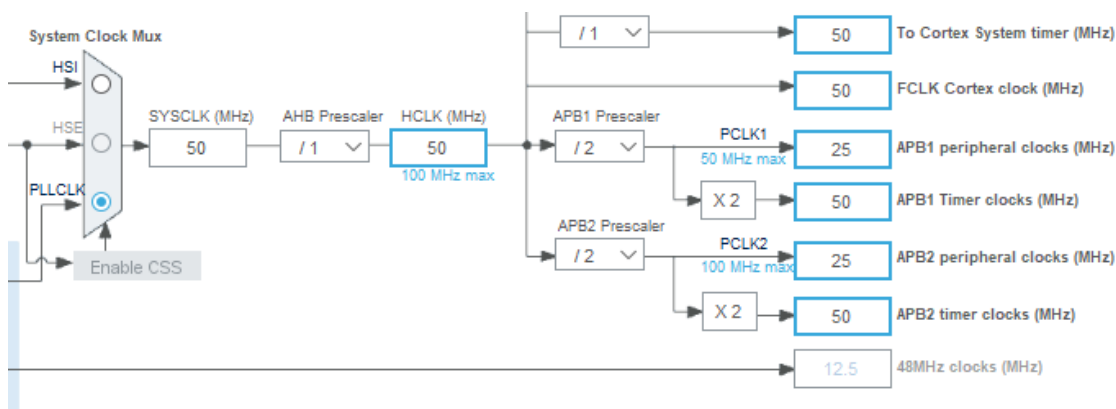 / 1
50
To Cortex System timer (MHz)
System Clock Mux
HSI
50
FCLK Cortex clock (MHz)
SYSCLK (MHz)
AHB Prescaler
HCLK (MHz)
APB1 Prescaler
HSE
PCLK1
50
/ 1
50
/ 2
25
APB1 peripheral clocks (MHz)
100 MHz max
50 MHz max
PLLCLK
X 2
50
APB1 Timer clocks (MHz)
APB2 Prescaler
PCLK2
Enable CSS
/ 2
25
APB2 peripheral clocks (MHz)
100 MHz max
X 2
50
APB2 timer clocks (MHz)
12.5
48MHz clocks (MHz)